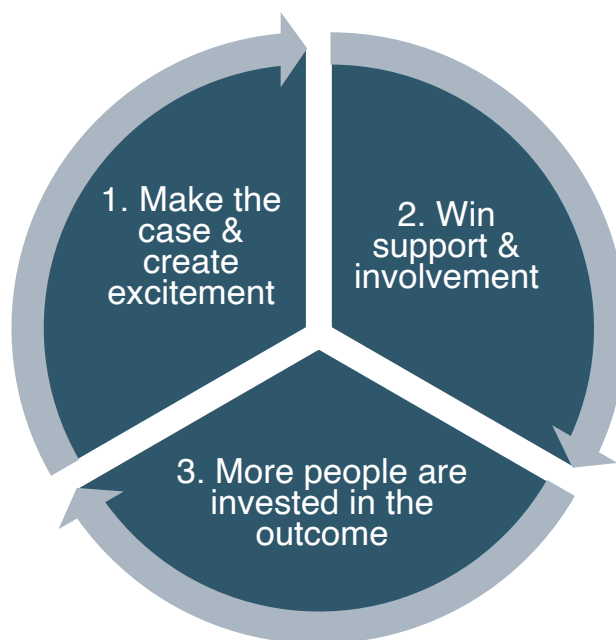 1. Make the
case &
create
excitement
2. Win
support &
involvement
3. More people are
invested in the
outcome